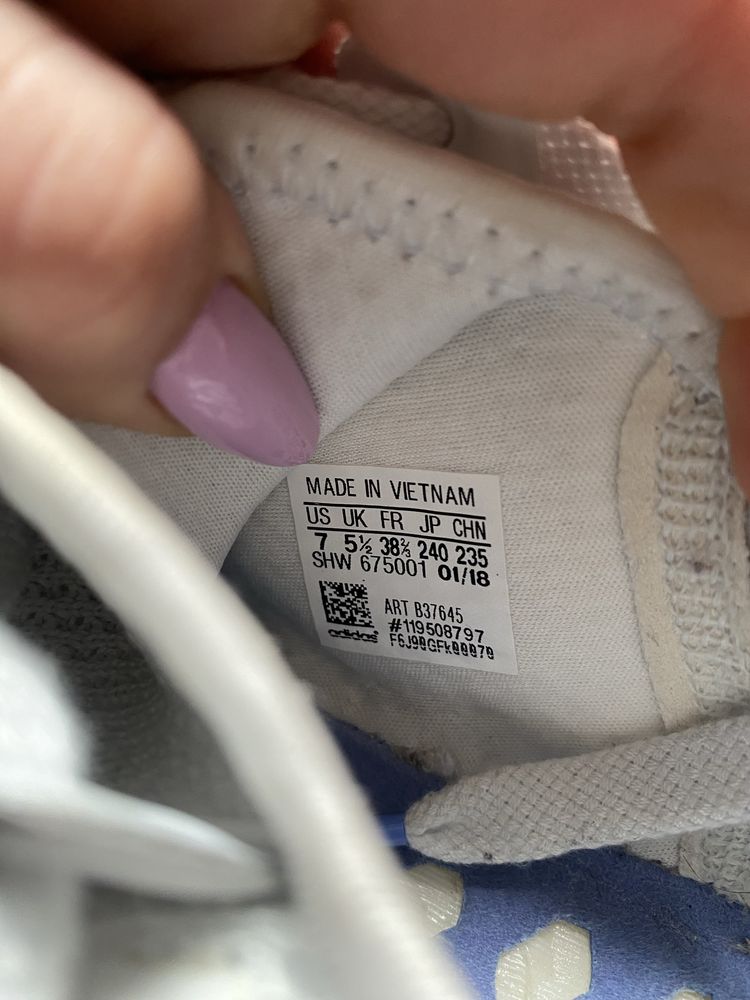 MADE IN VIETNAM
US UK FR JP CHN
7 5½ 38⅔ 240 235
SHW 675001 01/18
ART B37645
#119508797
adidas